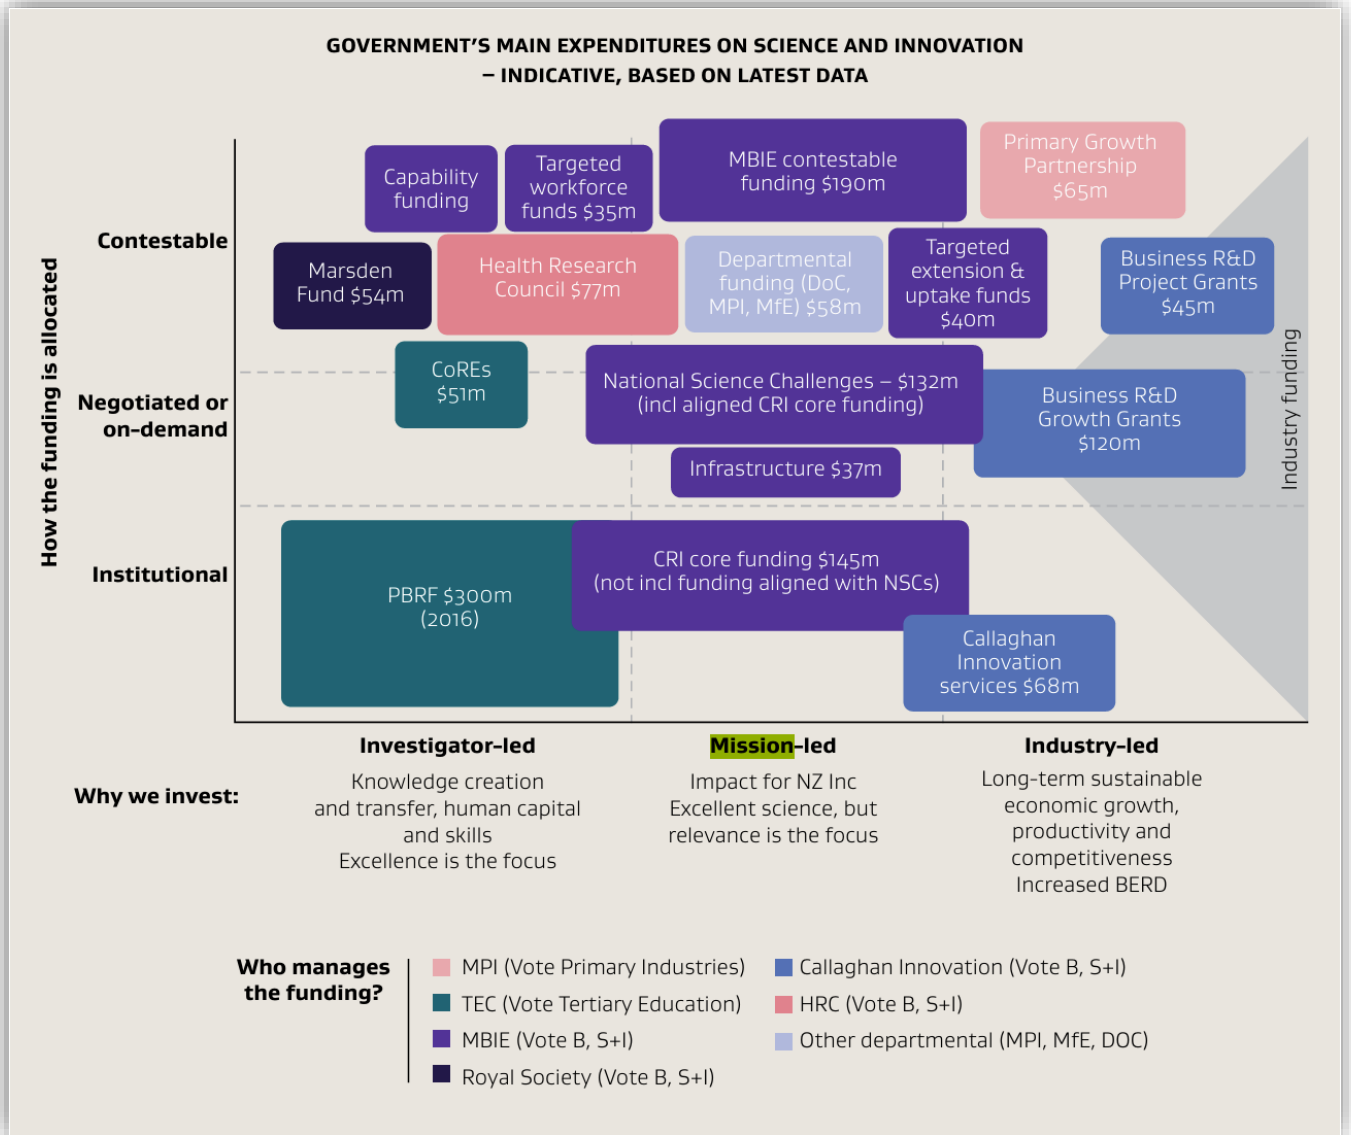 GOVERNMENT'S MAIN EXPENDITURES ON SCIENCE AND INNOVATION
– INDICATIVE, BASED ON LATEST DATA
How the funding is allocated
Contestable
Capability
funding
Targeted
workforce
funds $35m
MBIE contestable
funding $190m
Primary Growth
Partnership
$65m
Marsden
Fund $54m
Health Research
Council $77m
Departmental
funding (DoC,
MPI, MfE) $58m
Targeted
extension &
uptake funds
$40m
Business R&D
Project Grants
$45m
Negotiated or
on-demand
CoREs
$51m
National Science Challenges – $132m
(incl aligned CRI core funding)
Business R&D
Growth Grants
$120m
Infrastructure $37m
Industry funding
Institutional
PBRF $300m
(2016)
CRI core funding $145m
(not incl funding aligned with NSCs)
Callaghan
Innovation
services $68m
Why we invest:
Investigator-led
Knowledge creation
and transfer, human capital
and skills
Excellence is the focus
Mission-led
Impact for NZ Inc
Excellent science, but
relevance is the focus
Industry-led
Long-term sustainable
economic growth,
productivity and
competitiveness
Increased BERD
Who manages
the funding?
MPI (Vote Primary Industries)
TEC (Vote Tertiary Education)
MBIE (Vote B, S+I)
Royal Society (Vote B, S+I)
Callaghan Innovation (Vote B, S+I)
HRC (Vote B, S+I)
Other departmental (MPI, MfE, DOC)